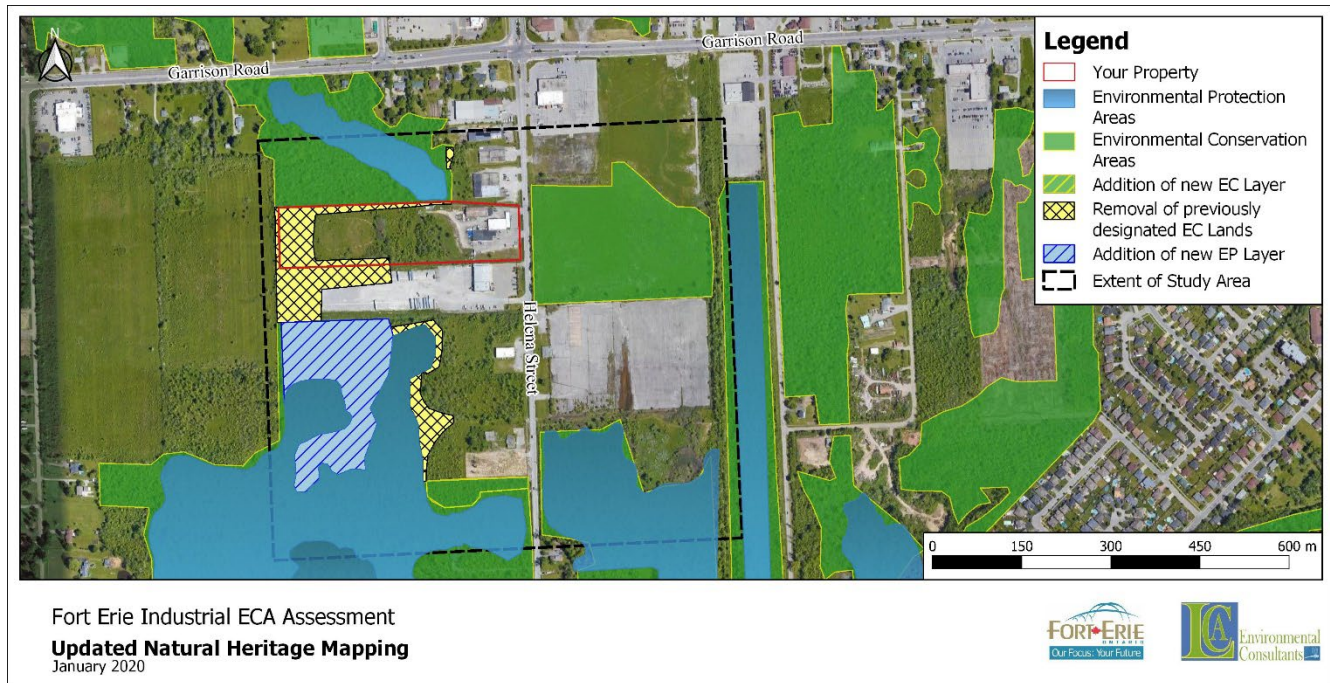 Garrison Road
Garrison Road
Helena Street
N
Legend
Your Property
Environmental Protection
Areas
Environmental Conservation
Areas
Addition of new EC Layer
Removal of previously
designated EC Lands
Addition of new EP Layer
Extent of Study Area
0 150 300 450 600 m
Fort Erie Industrial ECA Assessment
Updated Natural Heritage Mapping
January 2020
FORT ERIE
ONTARIO
Our Focus: Your Future
LCA
Environmental
Consultants